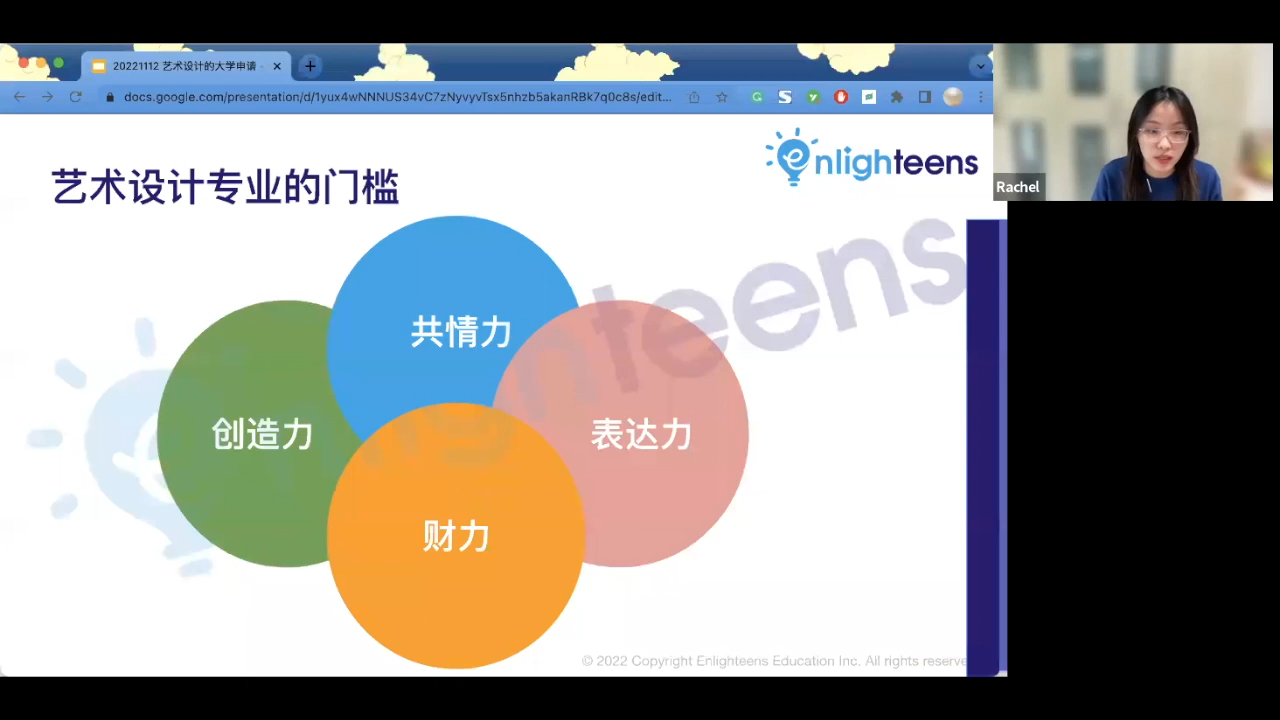 20221112 艺术设计的大学申请 -
docs.google.com/presentation/d/1yux4wNNNUS34vC7zNyvyvTsx5nhzb5akanRBk7q0c8s/edit...
enlighteens
Rachel
艺术设计专业的门槛
enlighteens
共情力
创造力
表达力
财力
© 2022 Copyright Enlighteens Education Inc. All rights reserve